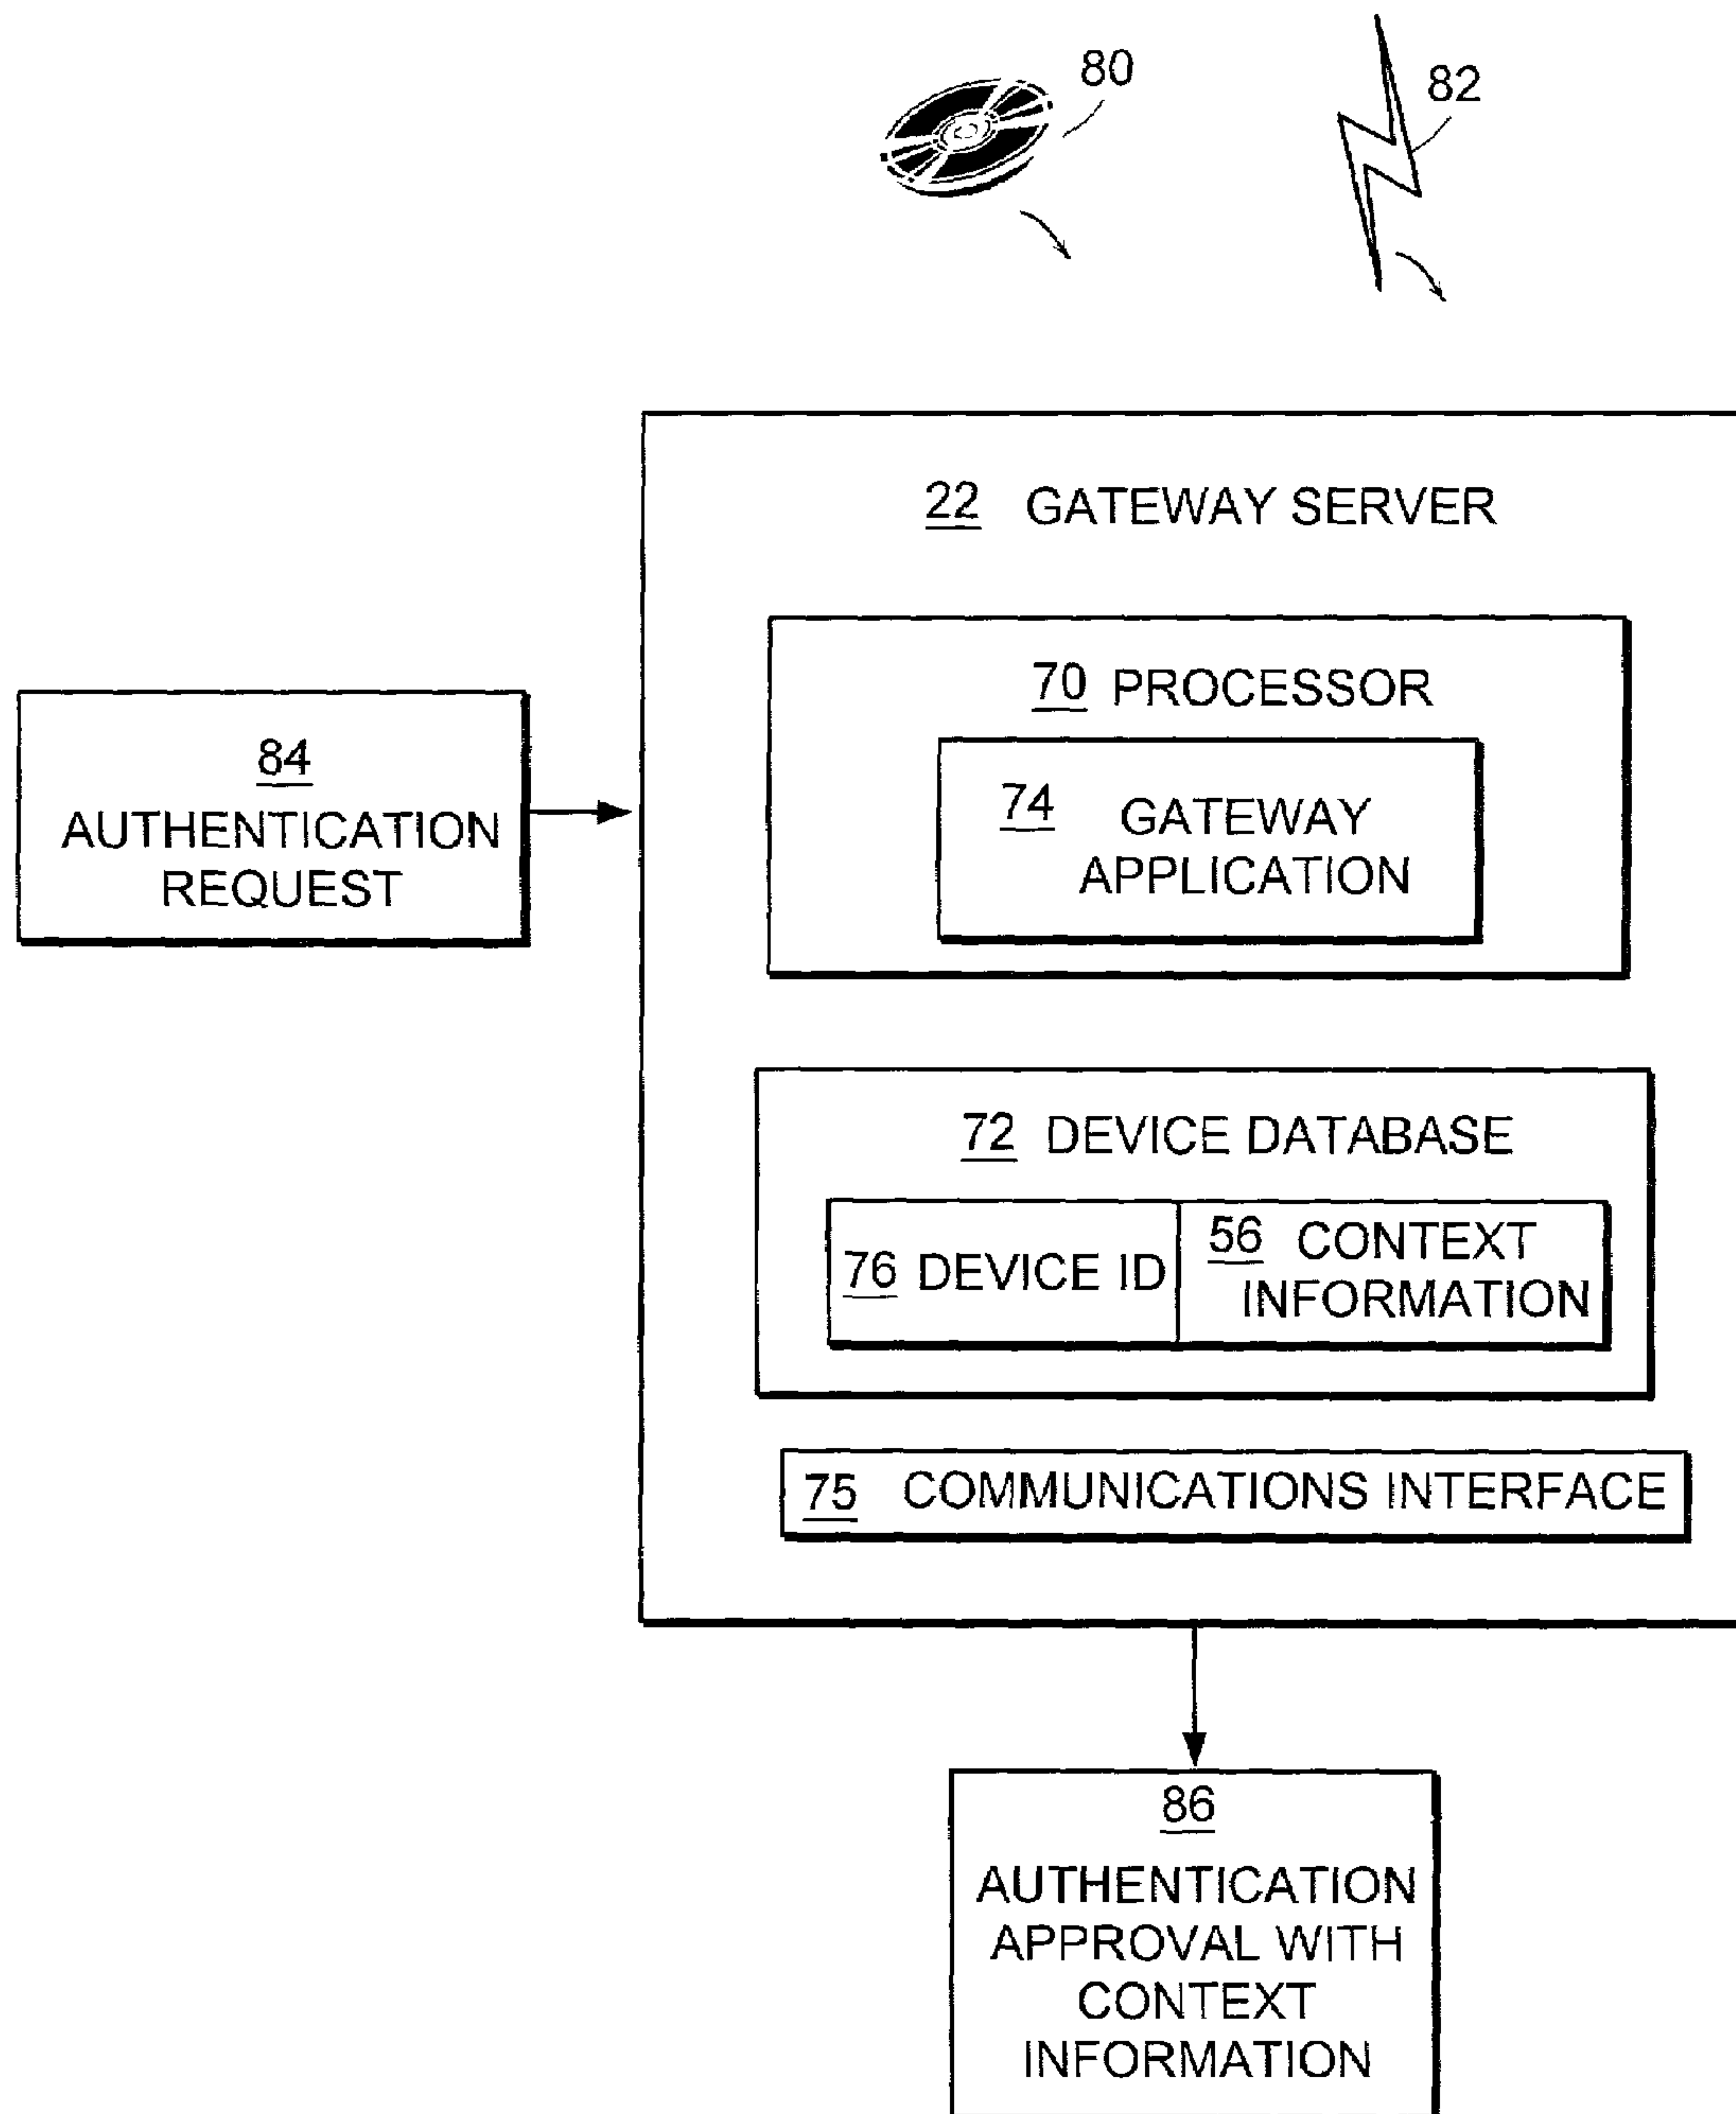 80
82
22 GATEWAY SERVER
70 PROCESSOR
74 GATEWAY
APPLICATION
84
AUTHENTICATION
REQUEST
72 DEVICE DATABASE
76 DEVICE ID
56 CONTEXT
INFORMATION
75 COMMUNICATIONS INTERFACE
86
AUTHENTICATION
APPROVAL WITH
CONTEXT
INFORMATION